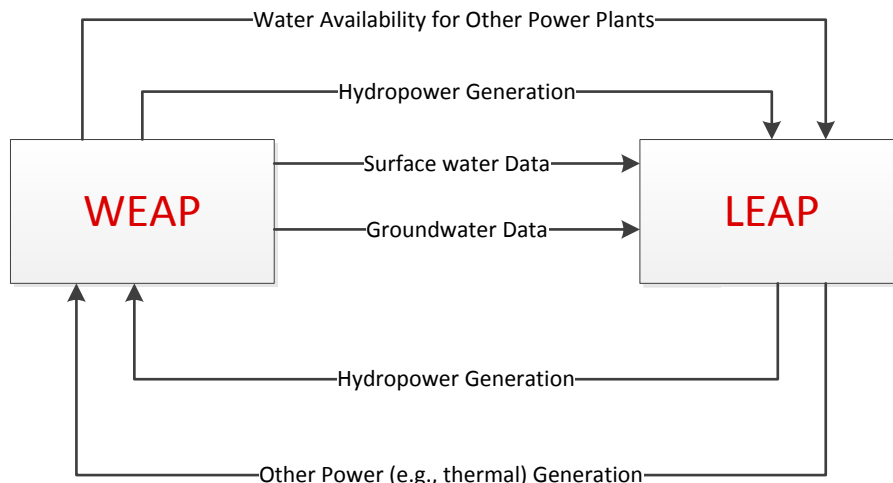 Water Availability for Other Power Plants
Hydropower Generation
Surface water Data
WEAP
LEAP
Groundwater Data
Hydropower Generation
Other Power (e.g., thermal) Generation